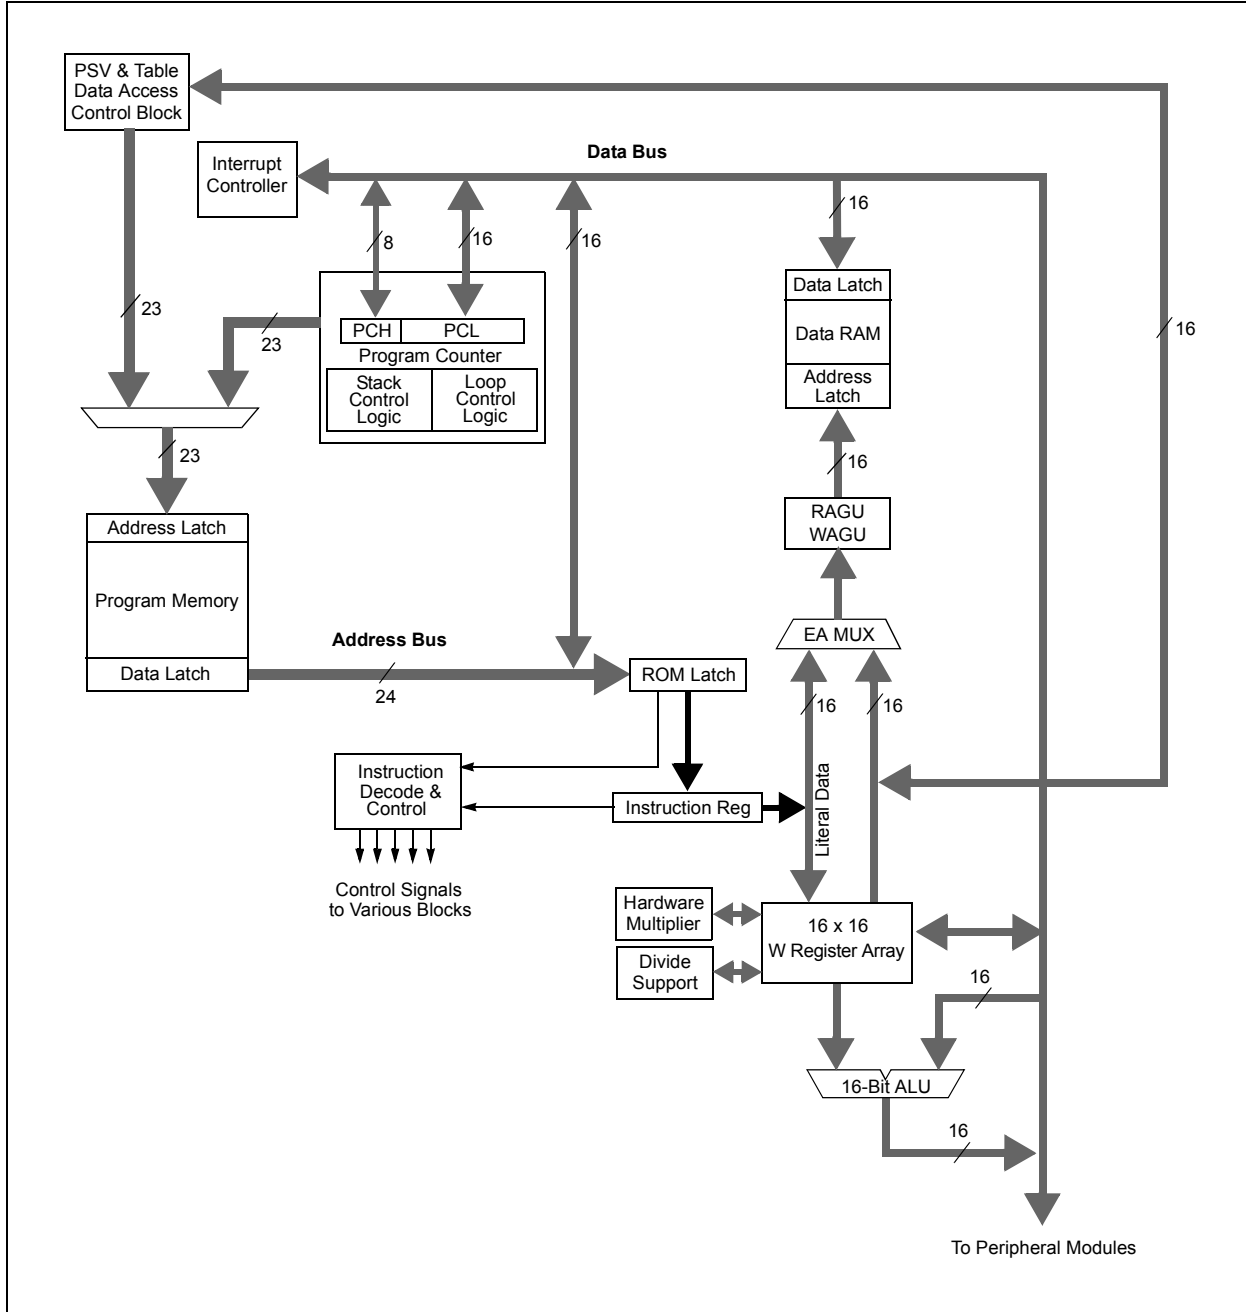 PSV & Table
Data Access
Control Block
Data Bus
Interrupt
Controller
16
8
16
16
Data Latch
23
23
16
PCH
PCL
Data RAM
Program Counter
Stack
Control
Logic
Loop
Control
Logic
Address
Latch
23
16
RAGU
WAGU
Address Latch
Program Memory
EA MUX
Address Bus
Data Latch
24
ROM Latch
16
16
Instruction
Decode &
Control
Instruction Reg
Literal Data
Control Signals
to Various Blocks
Hardware
Multiplier
16 x 16
W Register Array
Divide
Support
16
16-Bit ALU
16
To Peripheral Modules